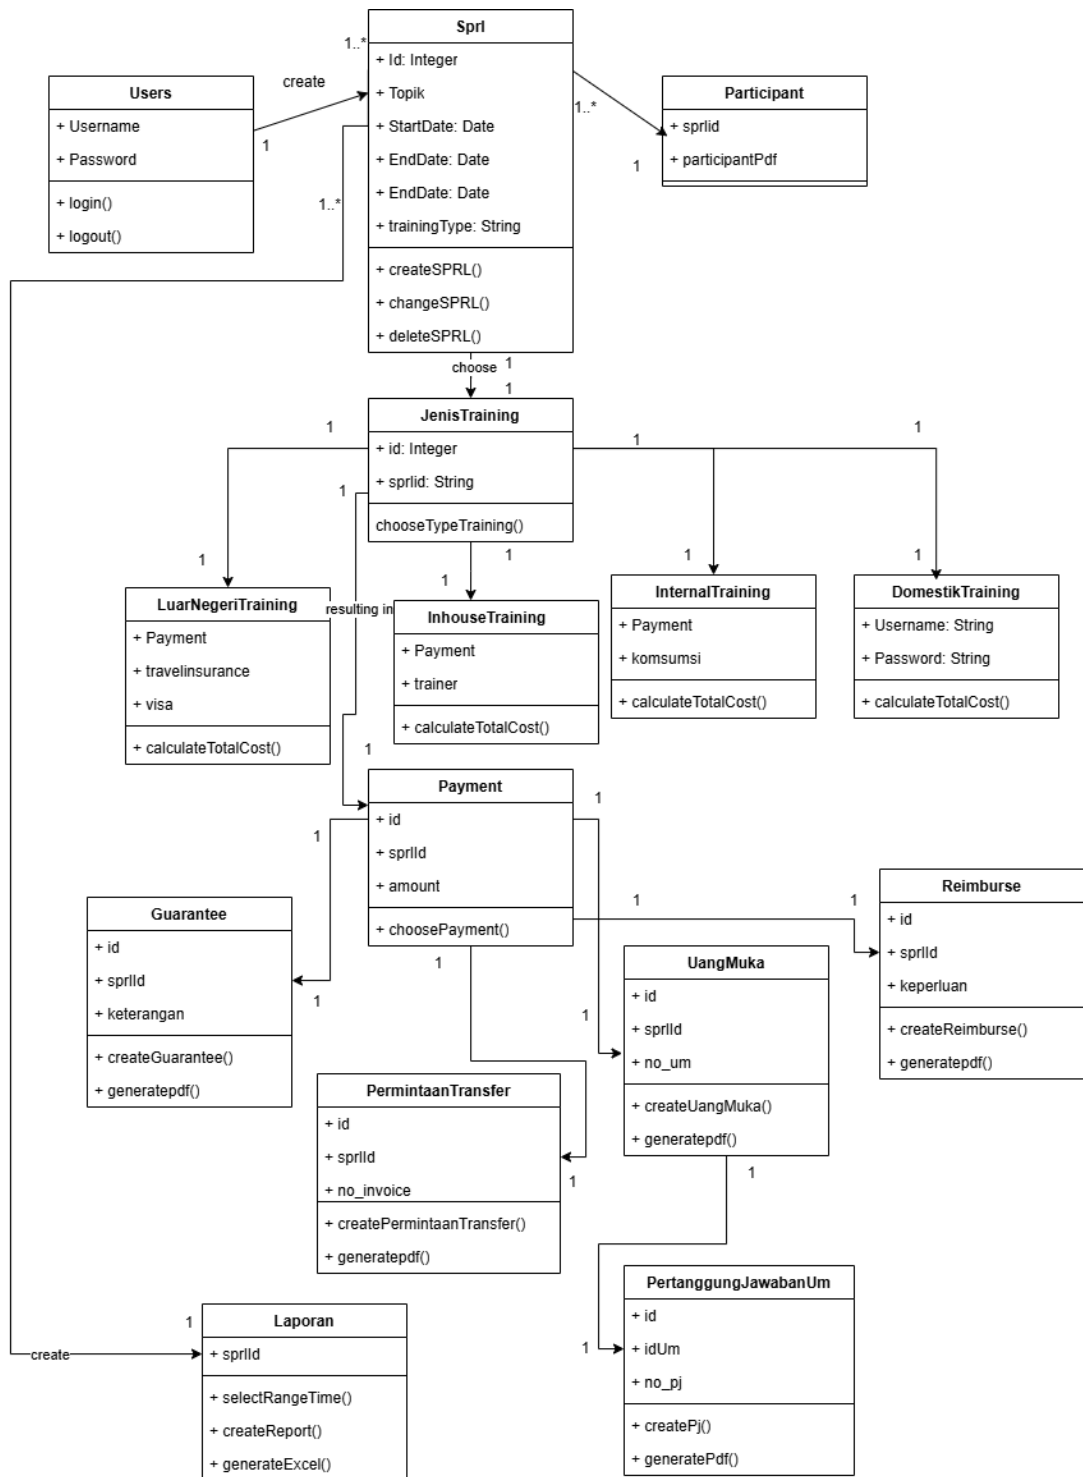 Sprl
+ Id: Integer
+ Topik
+ StartDate: Date
+ EndDate: Date
+ EndDate: Date
+ trainingType: String
+ createSPRL()
+ changeSPRL()
+ deleteSPRL()
1..*
create
1
Users
+ Username
+ Password
+ login()
+ logout()
1..*
1..*
1
Participant
+ sprlid
+ participantPdf
choose
1
1
JenisTraining
+ id: Integer
+ sprlid: String
chooseTypeTraining()
1
1
1
1
1
1
1
1
1
resulting in
1
LuarNegeriTraining
+ Payment
+ travelinsurance
+ visa
+ calculateTotalCost()
InhouseTraining
+ Payment
+ trainer
+ calculateTotalCost()
InternalTraining
+ Payment
+ komsumsi
+ calculateTotalCost()
DomestikTraining
+ Username: String
+ Password: String
+ calculateTotalCost()
Payment
+ id
+ sprlId
+ amount
+ choosePayment()
1
1
1
1
1
1
1
1
Guarantee
+ id
+ sprlId
+ keterangan
+ createGuarantee()
+ generatepdf()
PermintaanTransfer
+ id
+ sprlId
+ no_invoice
+ createPermintaanTransfer()
+ generatepdf()
UangMuka
+ id
+ sprlId
+ no_um
+ createUangMuka()
+ generatepdf()
Reimburse
+ id
+ sprlId
+ keperluan
+ createReimburse()
+ generatepdf()
1
1
PertanggungJawabanUm
+ id
+ idUm
+ no_pj
+ createPj()
+ generatePdf()
create
1
Laporan
+ sprlId
+ selectRangeTime()
+ createReport()
+ generateExcel()